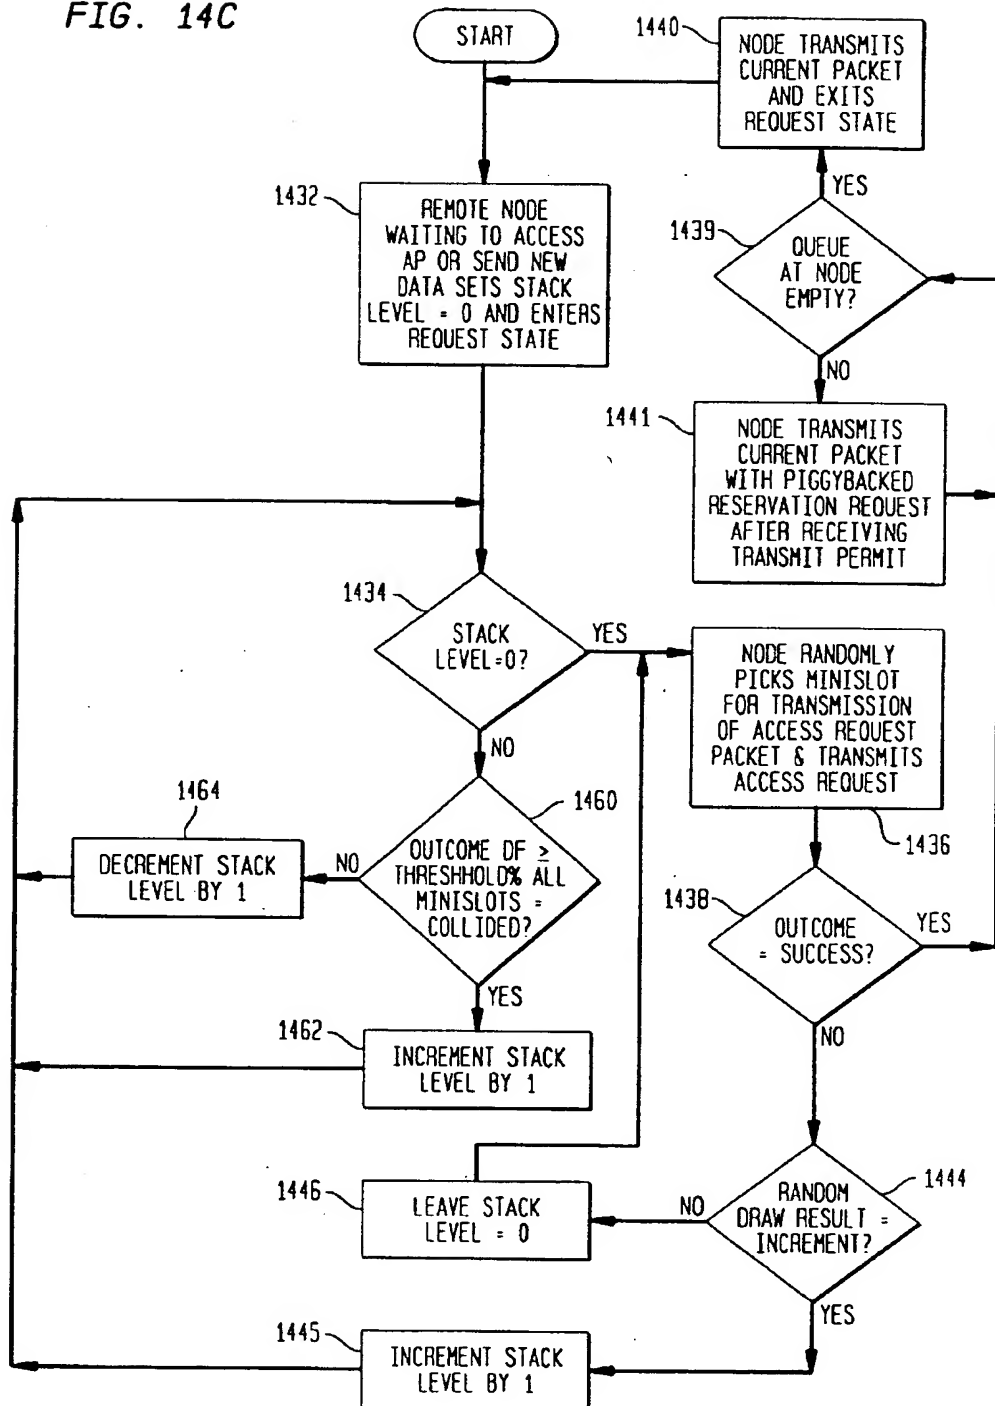 FIG. 14C
START
1440
NODE TRANSMITS
CURRENT PACKET
AND EXITS
REQUEST STATE
1432
REMOTE NODE
WAITING TO ACCESS
AP OR SEND NEW
DATA SETS STACK
LEVEL = 0 AND ENTERS
REQUEST STATE
YES
1439
QUEUE
AT NODE
EMPTY?
NO
1441
NODE TRANSMITS
CURRENT PACKET
WITH PIGGYBACKED
RESERVATION REQUEST
AFTER RECEIVING
TRANSMIT PERMIT
1434
STACK
LEVEL=0?
YES
NO
NODE RANDOMLY
PICKS MINISLOT
FOR TRANSMISSION
OF ACCESS REQUEST
PACKET & TRANSMITS
ACCESS REQUEST
1436
1464
DECREMENT STACK
LEVEL BY 1
NO
1460
OUTCOME OF ≥
THRESHHOLD% ALL
MINISLOTS =
COLLIDED?
YES
1438
OUTCOME
= SUCCESS?
YES
NO
1462
INCREMENT STACK
LEVEL BY 1
1446
LEAVE STACK
LEVEL = 0
NO
1444
RANDOM
DRAW RESULT =
INCREMENT?
YES
1445
INCREMENT STACK
LEVEL BY 1